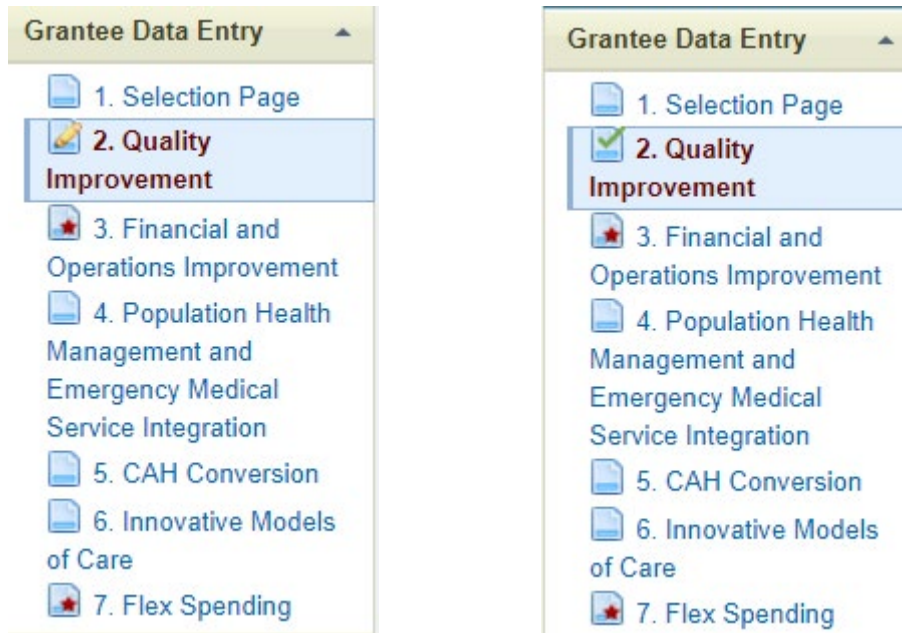 Grantee Data Entry
1. Selection Page
2. Quality
Improvement
3. Financial and
Operations Improvement
4. Population Health
Management and
Emergency Medical
Service Integration
5. CAH Conversion
6. Innovative Models
of Care
7. Flex Spending
Grantee Data Entry
1. Selection Page
2. Quality
Improvement
3. Financial and
Operations Improvement
4. Population Health
Management and
Emergency Medical
Service Integration
5. CAH Conversion
6. Innovative Models
of Care
7. Flex Spending